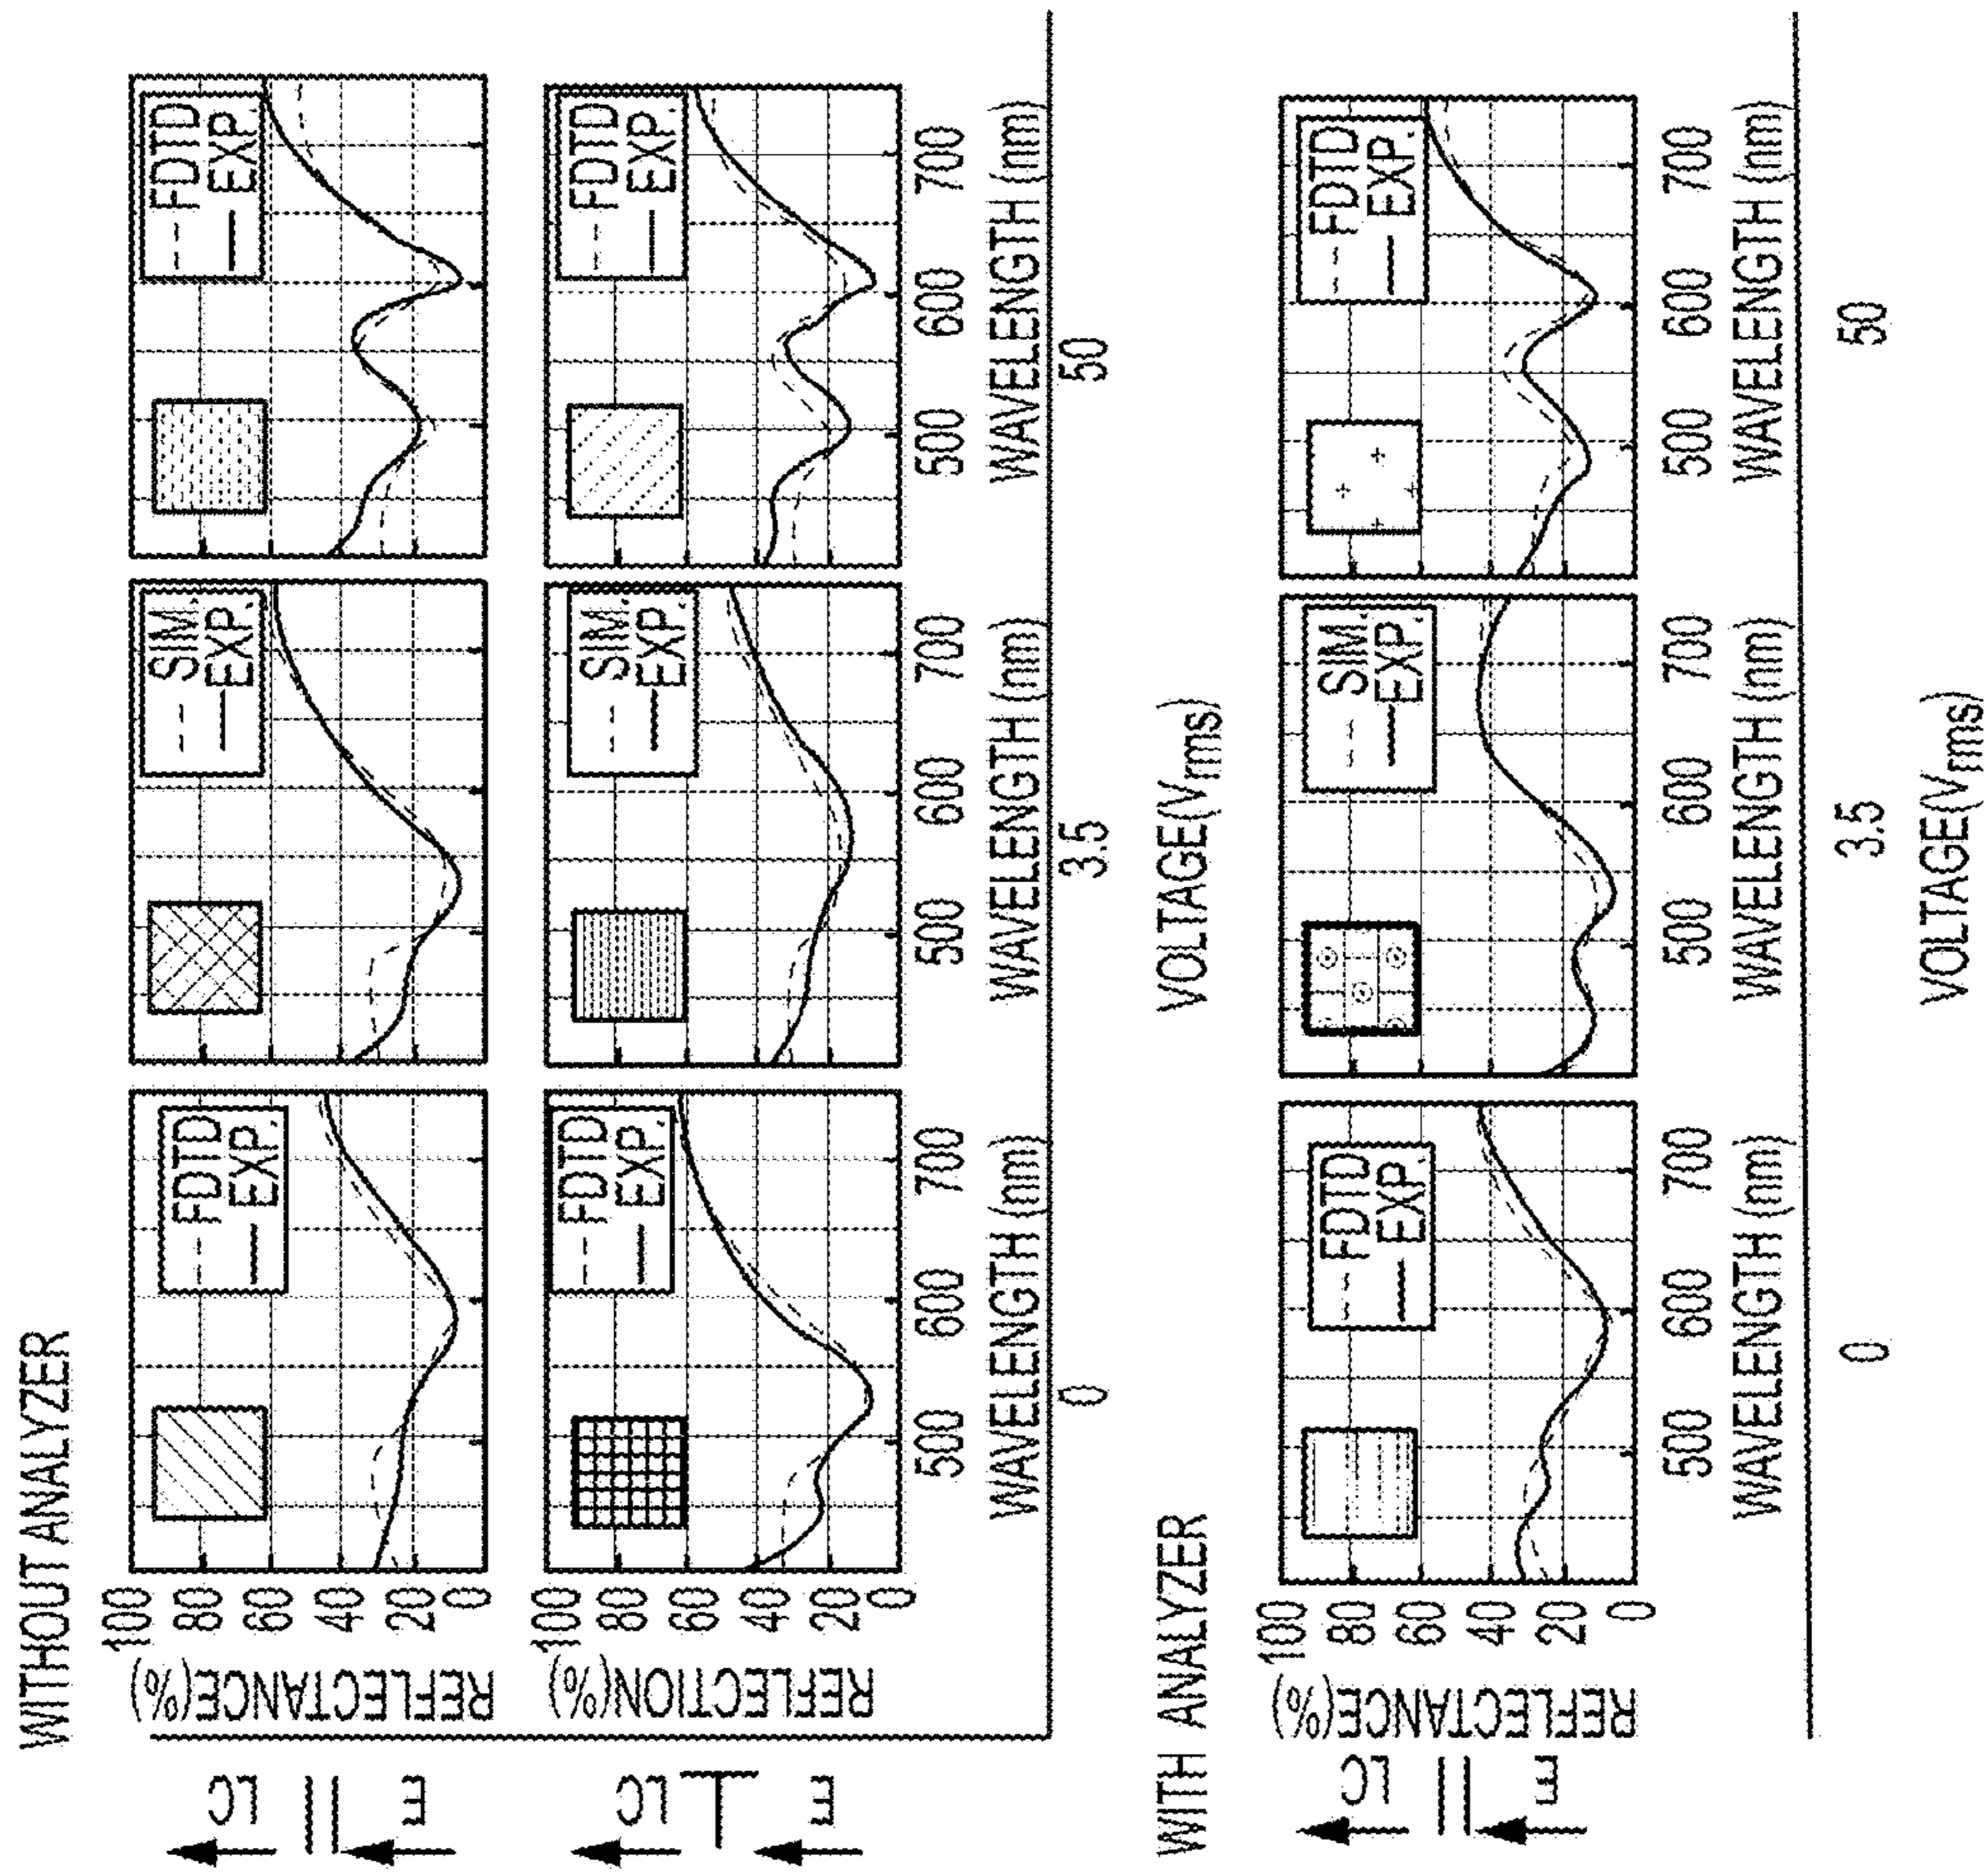 WITHOUT ANALYZER
LC
||
E
REFLECTANCE(%)
100
80
60
40
20
0
FDTD
EXP.
SIM.
EXP.
FDTD
EXP.
LC
⊥
E
REFLECTION(%)
100
80
60
40
20
0
FDTD
EXP.
SIM.
EXP.
FDTD
EXP.
500 600 700
500 600 700
500 600 700
WAVELENGTH (nm)
WAVELENGTH (nm)
WAVELENGTH (nm)
0 3.5 50
VOLTAGE(Vrms)
WITH ANALYZER
LC
||
E
REFLECTANCE(%)
100
80
60
40
20
0
FDTD
EXP.
SIM.
EXP.
FDTD
EXP.
500 600 700
500 600 700
500 600 700
WAVELENGTH (nm)
WAVELENGTH (nm)
WAVELENGTH (nm)
0 3.5 50
VOLTAGE(Vrms)